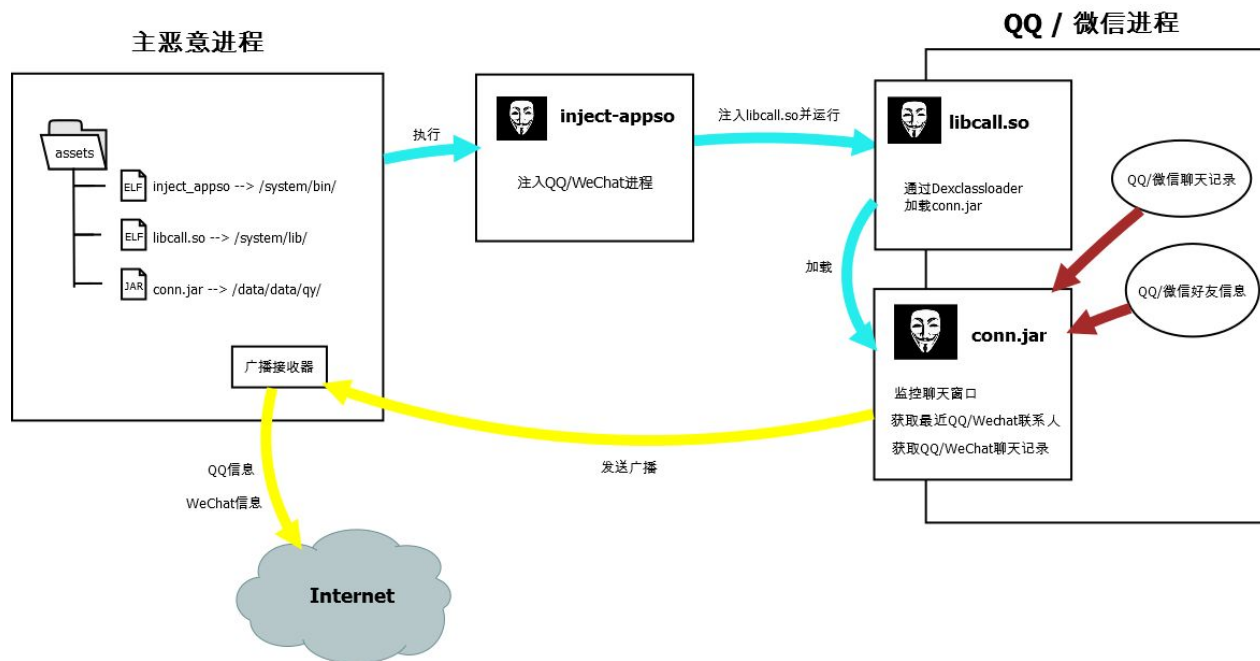 主恶意进程
assets
ELF
inject_appso --> /system/bin/
ELF
libcall.so --> /system/lib/
JAR
conn.jar --> /data/data/qy/
广播接收器
执行
inject-appso
注入QQ/WeChat进程
注入libcall.so并运行
QQ / 微信进程
libcall.so
通过Dexclassloader
加载conn.jar
加载
QQ/微信聊天记录
QQ/微信好友信息
conn.jar
监控聊天窗口
获取最近QQ/Wechat联系人
获取QQ/WeChat聊天记录
发送广播
QQ信息
WeChat信息
Internet